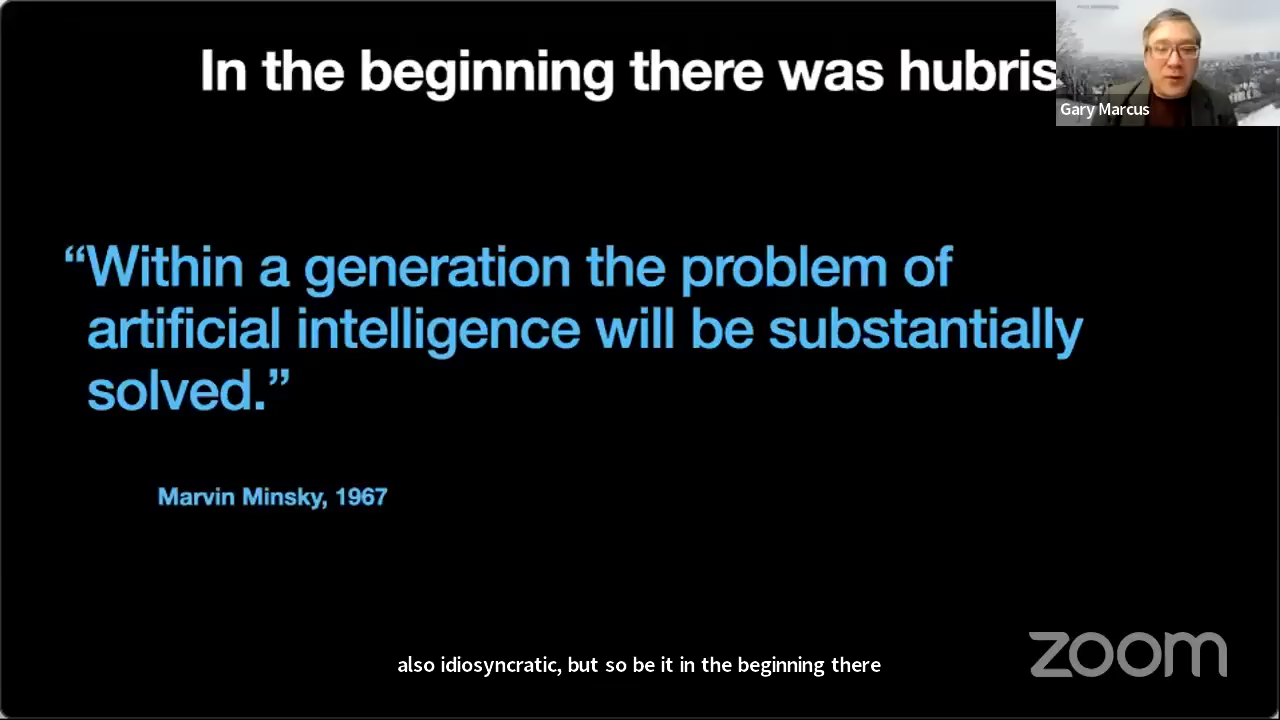 In the beginning there was hubris
Gary Marcus
“Within a generation the problem of
artificial intelligence will be substantially
solved.”
Marvin Minsky, 1967
also idiosyncratic, but so be it in the beginning there
zoom